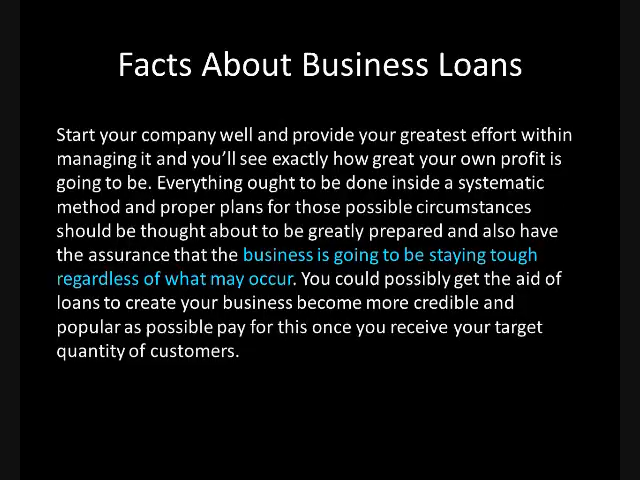 Facts About Business Loans
Start your company well and provide your greatest effort within
managing it and you’ll see exactly how great your own profit is
going to be. Everything ought to be done inside a systematic
method and proper plans for those possible circumstances
should be thought about to be greatly prepared and also have
the assurance that the business is going to be staying tough
regardless of what may occur. You could possibly get the aid of
loans to create your business become more credible and
popular as possible pay for this once you receive your target
quantity of customers.